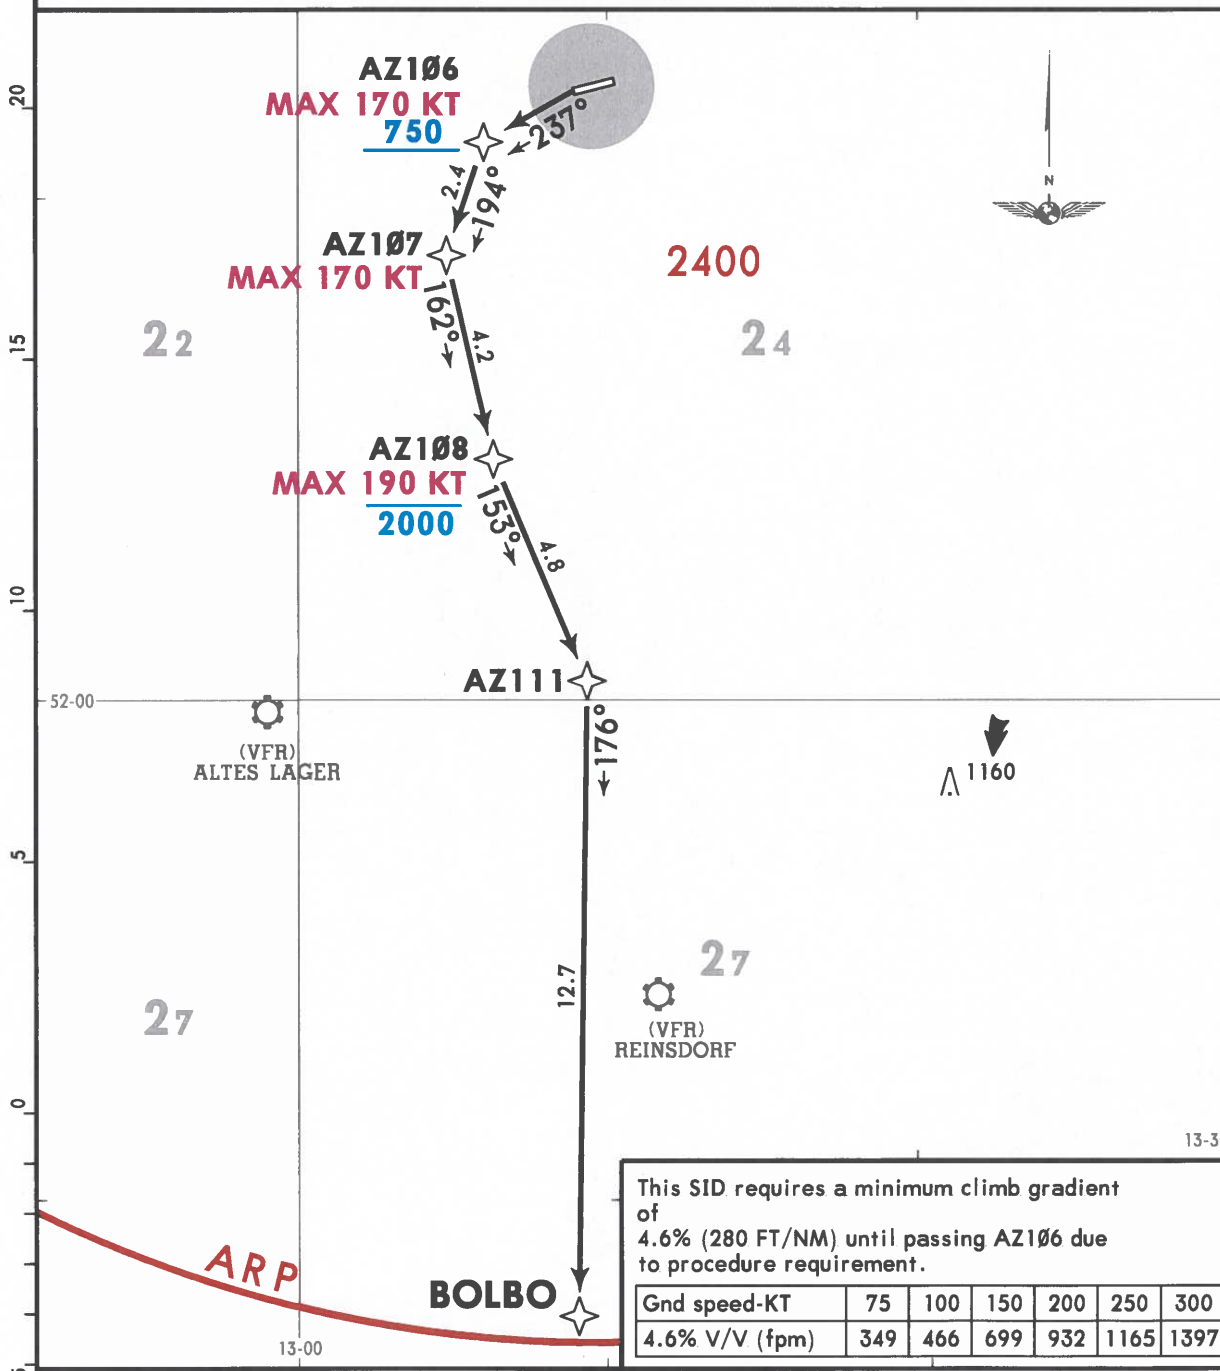 20
AZ1Ø6
MAX 170 KT
750
237°
2.4
194°
N
AZ1Ø7
MAX 170 KT
2400
162°
4.2
22
24
15
AZ1Ø8
MAX 190 KT
2000
153°
4.8
10
AZ111
52-00
176°
(VFR)
ALTES LAGER
1160
5
27
12.7
27
(VFR)
REINSDORF
0
13-3
This SID requires a minimum climb gradient
of
4.6% (280 FT/NM) until passing AZ1Ø6 due
to procedure requirement.
ARP
BOLBO
Gnd speed-KT 75 100 150 200 250 300
4.6% V/V (fpm) 349 466 699 932 1165 1397
13-00